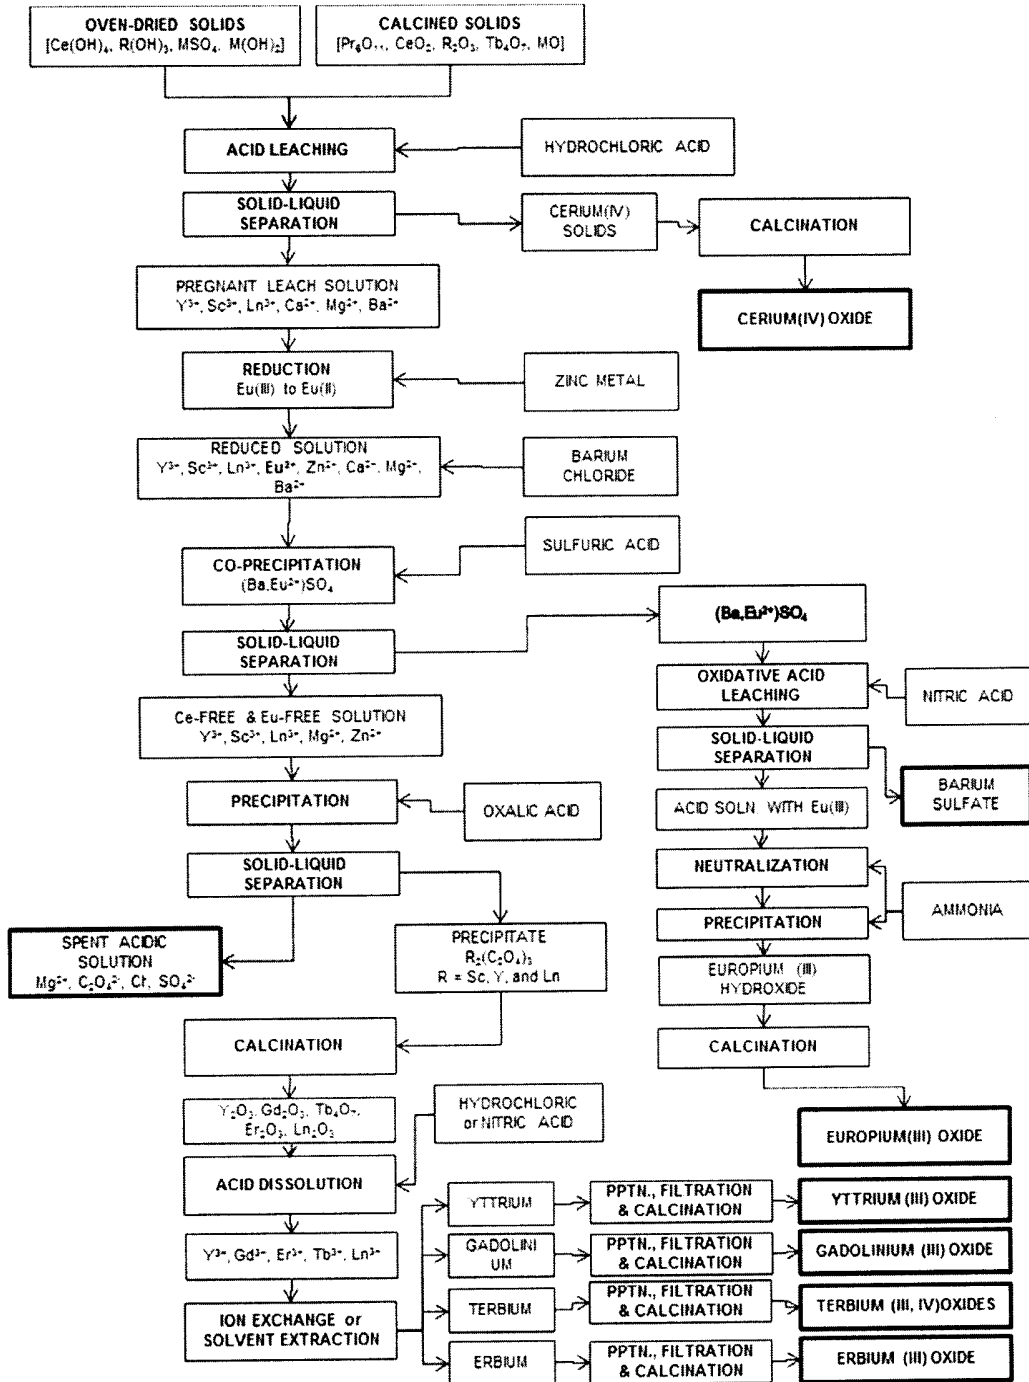 OVEN-DRIED SOLIDS
[Ce(OH)₄, R(OH)₃, MSO₄, M(OH)₂]
CALCINED SOLIDS
[Pr₆O₁₁, CeO₂, R₂O₃, Tb₄O₇, MO]
ACID LEACHING
HYDROCHLORIC ACID
SOLID-LIQUID
SEPARATION
CERIUM(IV)
SOLIDS
CALCINATION
PREGNANT LEACH SOLUTION
Y³⁺, Sc³⁺, Ln³⁺, Ca²⁺, Mg²⁺, Ba²⁺
CERIUM(IV) OXIDE
REDUCTION
Eu(III) to Eu(II)
ZINC METAL
REDUCED SOLUTION
Y³⁺, Sc³⁺, Ln³⁺, Eu²⁺, Zn²⁺, Ca²⁺, Mg²⁺,
Ba²⁺
BARIUM
CHLORIDE
SULFURIC ACID
CO-PRECIPITATION
(Ba,Eu²⁺)SO₄
(Ba,Eu²⁺)SO₄
SOLID-LIQUID
SEPARATION
OXIDATIVE ACID
LEACHING
NITRIC ACID
Ce-FREE & Eu-FREE SOLUTION
Y³⁺, Sc³⁺, Ln³⁺, Mg²⁺, Zn²⁺
SOLID-LIQUID
SEPARATION
BARIUM
SULFATE
PRECIPITATION
OXALIC ACID
ACID SOLN. WITH Eu(III)
SOLID-LIQUID
SEPARATION
NEUTRALIZATION
AMMONIA
PRECIPITATION
SPENT ACIDIC
SOLUTION
Mg²⁺, C₂O₄²⁻, Cl⁻, SO₄²⁻
PRECIPITATE
R₂(C₂O₄)₃
R = Sc, Y, and Ln
EUROPIUM (III)
HYDROXIDE
CALCINATION
CALCINATION
Y₂O₃, Gd₂O₃, Tb₄O₇,
Er₂O₃, Ln₂O₃
HYDROCHLORIC
or NITRIC ACID
EUROPIUM(III) OXIDE
ACID DISSOLUTION
YTTRIUM
PPTN., FILTRATION
& CALCINATION
YTTRIUM (III) OXIDE
Y³⁺, Gd³⁺, Er³⁺, Tb³⁺, Ln³⁺
GADOLINI
UM
PPTN., FILTRATION
& CALCINATION
GADOLINIUM (III) OXIDE
ION EXCHANGE or
SOLVENT EXTRACTION
TERBIUM
PPTN., FILTRATION
& CALCINATION
TERBIUM (III, IV)OXIDES
ERBIUM
PPTN., FILTRATION
& CALCINATION
ERBIUM (III) OXIDE